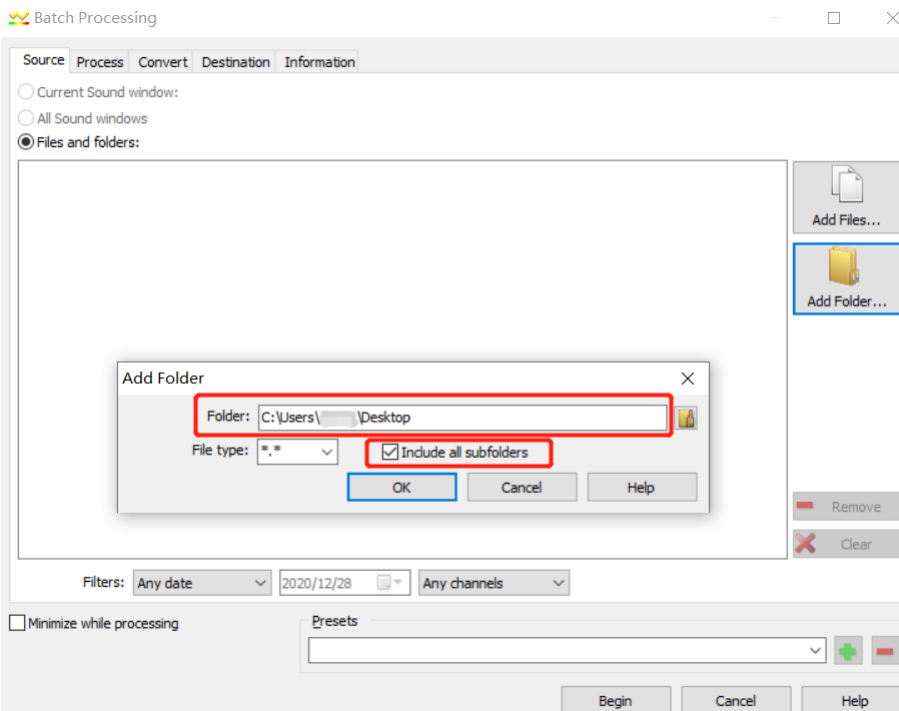 Batch Processing
Source Process Convert Destination Information
Current Sound window:
All Sound windows
Files and folders:
Add Files...
Add Folder...
Add Folder
Folder: C:\Users\ \Desktop
File type: *.* Include all subfolders
OK Cancel Help
Remove
Clear
Filters: Any date 2020/12/28 Any channels
Minimize while processing
Presets
Begin Cancel Help